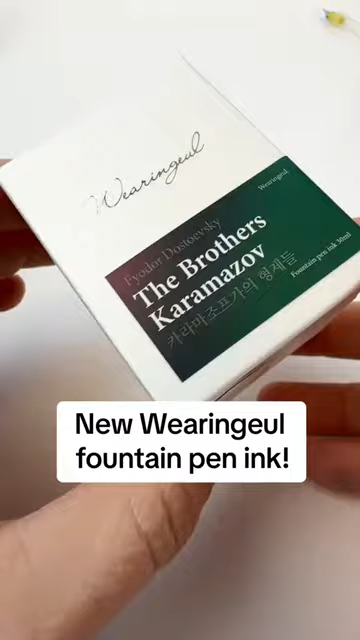 Wearingeul
Wearingeul
Fyodor Dostoevsky
The Brothers
Karamazov
카라마조프가의 형제들
Fountain pen ink 30ml
New Wearingeul
fountain pen ink!